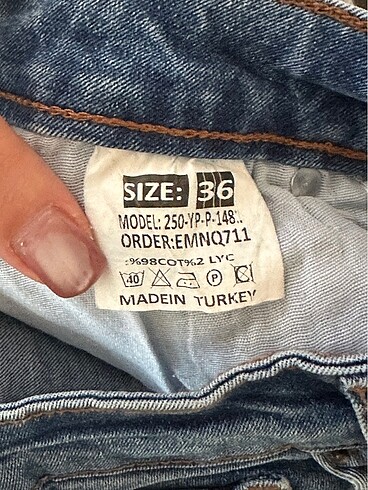 SIZE: 36
MODEL: 250-YP-P-148..
ORDER:EMNQ711
:%98COT%2 LYC
40 P
MADEIN TURKEY